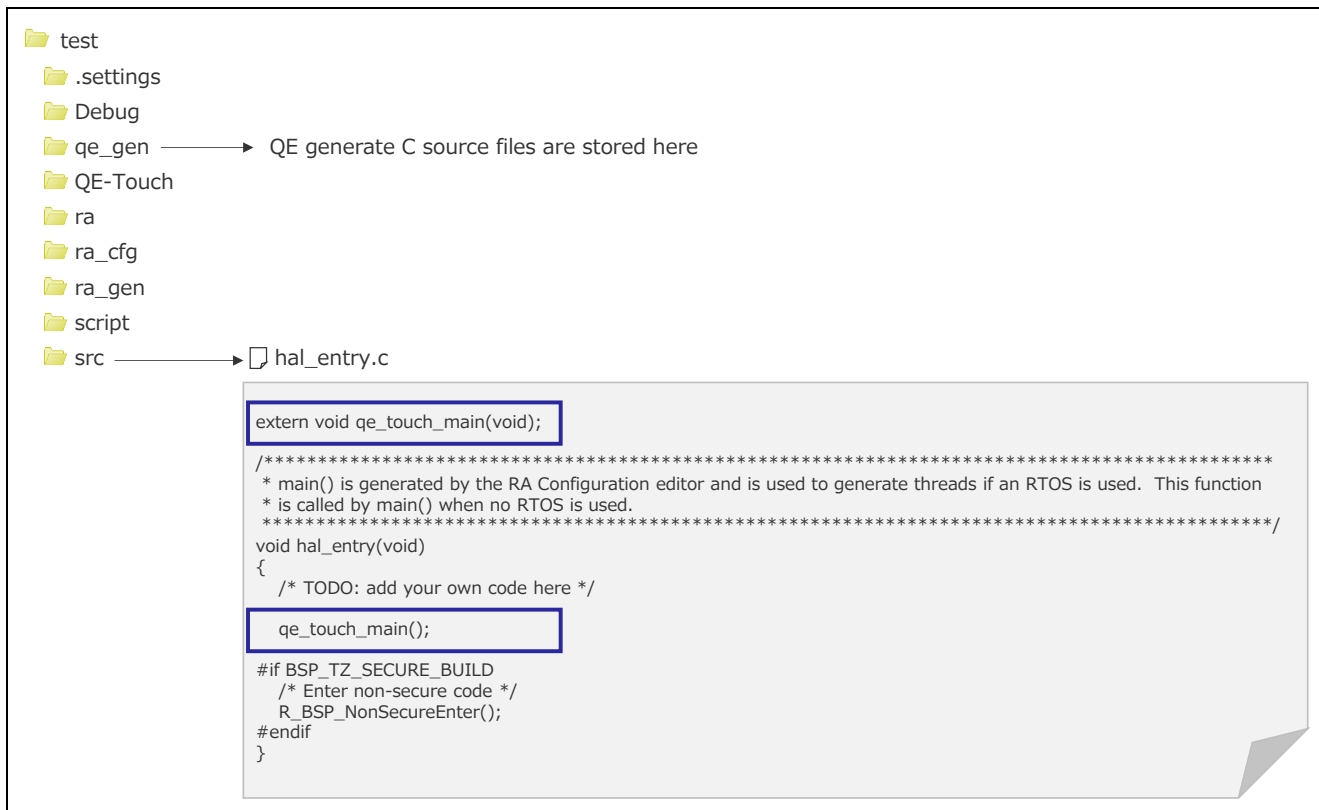 test
.settings
Debug
qe_gen QE generate C source files are stored here
QE-Touch
ra
ra_cfg
ra_gen
script
src hal_entry.c
extern void qe_touch_main(void);
/**********************************************************************************************
* main() is generated by the RA Configuration editor and is used to generate threads if an RTOS is used.  This function
* is called by main() when no RTOS is used.
**********************************************************************************************/
void hal_entry(void)
{
/* TODO: add your own code here */
qe_touch_main();
#if BSP_TZ_SECURE_BUILD
/* Enter non-secure code */
R_BSP_NonSecureEnter();
#endif
}